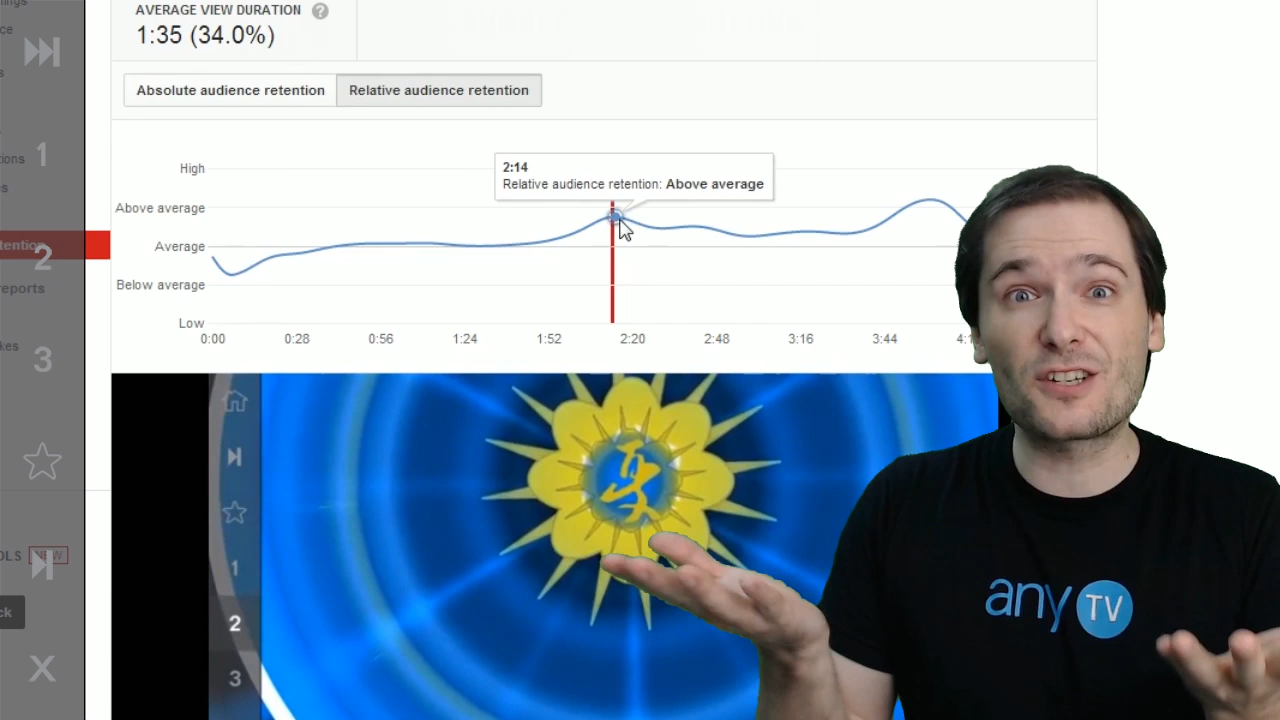 AVERAGE VIEW DURATION ?
1:35 (34.0%)
Absolute audience retention
Relative audience retention
2:14
Relative audience retention: Above average
High
Above average
Average
Below average
Low
0:00 0:28 0:56 1:24 1:52 2:20 2:48 3:16 3:44
1
2
3
reports
1
2
3
X
any TV